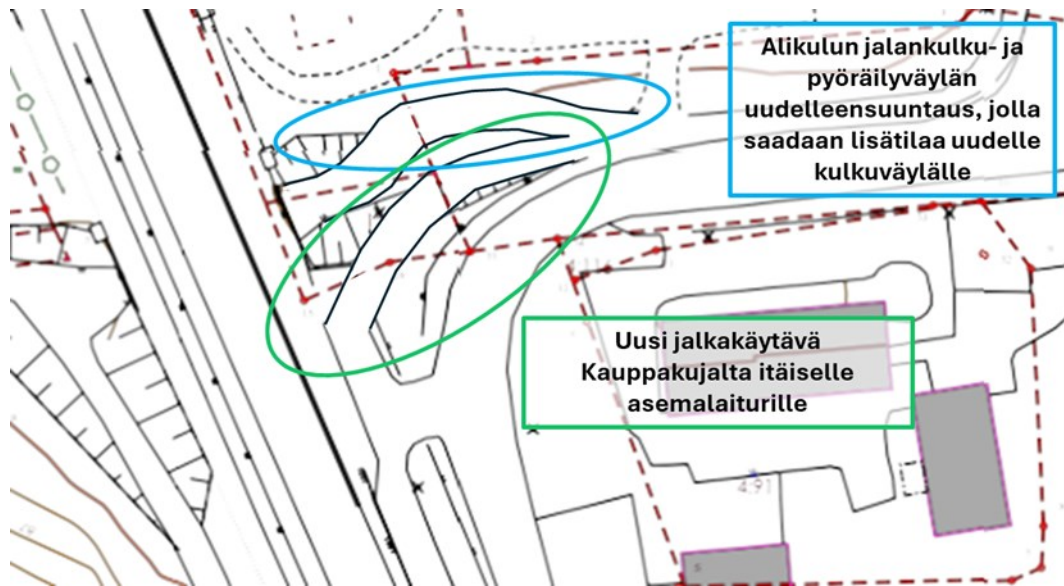 Alikulun jalankulku- ja
pyöräilyväylän
uudelleensuuntaus, jolla
saadaan lisätilaa uudelle
kulkuväylälle
Uusi jalkakäytävä
Kauppakujalta itäiselle
asemalaiturille
4:91